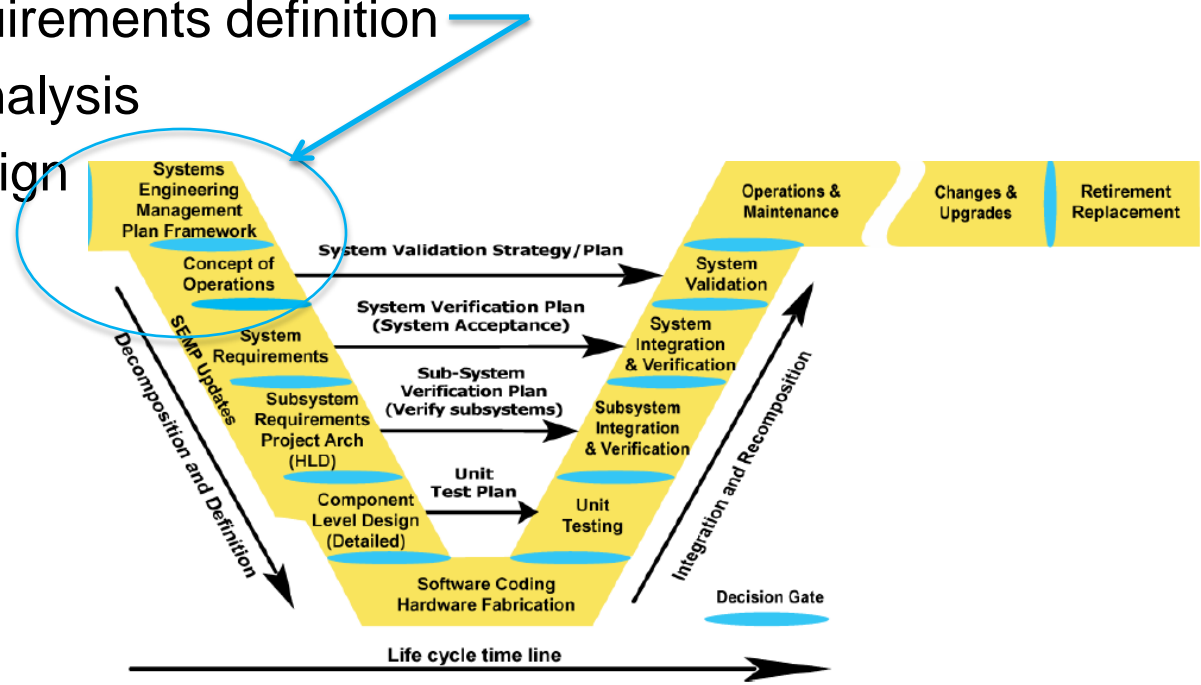 uirements definition
nalysis
ign
Systems
Engineering
Management
Plan Framework
Concept of
Operations
SEMP Updates
System
Requirements
Subsystem
Requirements
Project Arch
(HLD)
Component
Level Design
(Detailed)
Software Coding
Hardware Fabrication
Decomposition and Definition
System Validation Strategy/Plan
System Verification Plan
(System Acceptance)
Sub-System
Verification Plan
(Verify subsystems)
Unit
Test Plan
Operations &
Maintenance
Changes &
Upgrades
Retirement
Replacement
System
Validation
System
Integration
& Verification
Subsystem
Integration
& Verification
Unit
Testing
Integration and Recomposition
Decision Gate
Life cycle time line